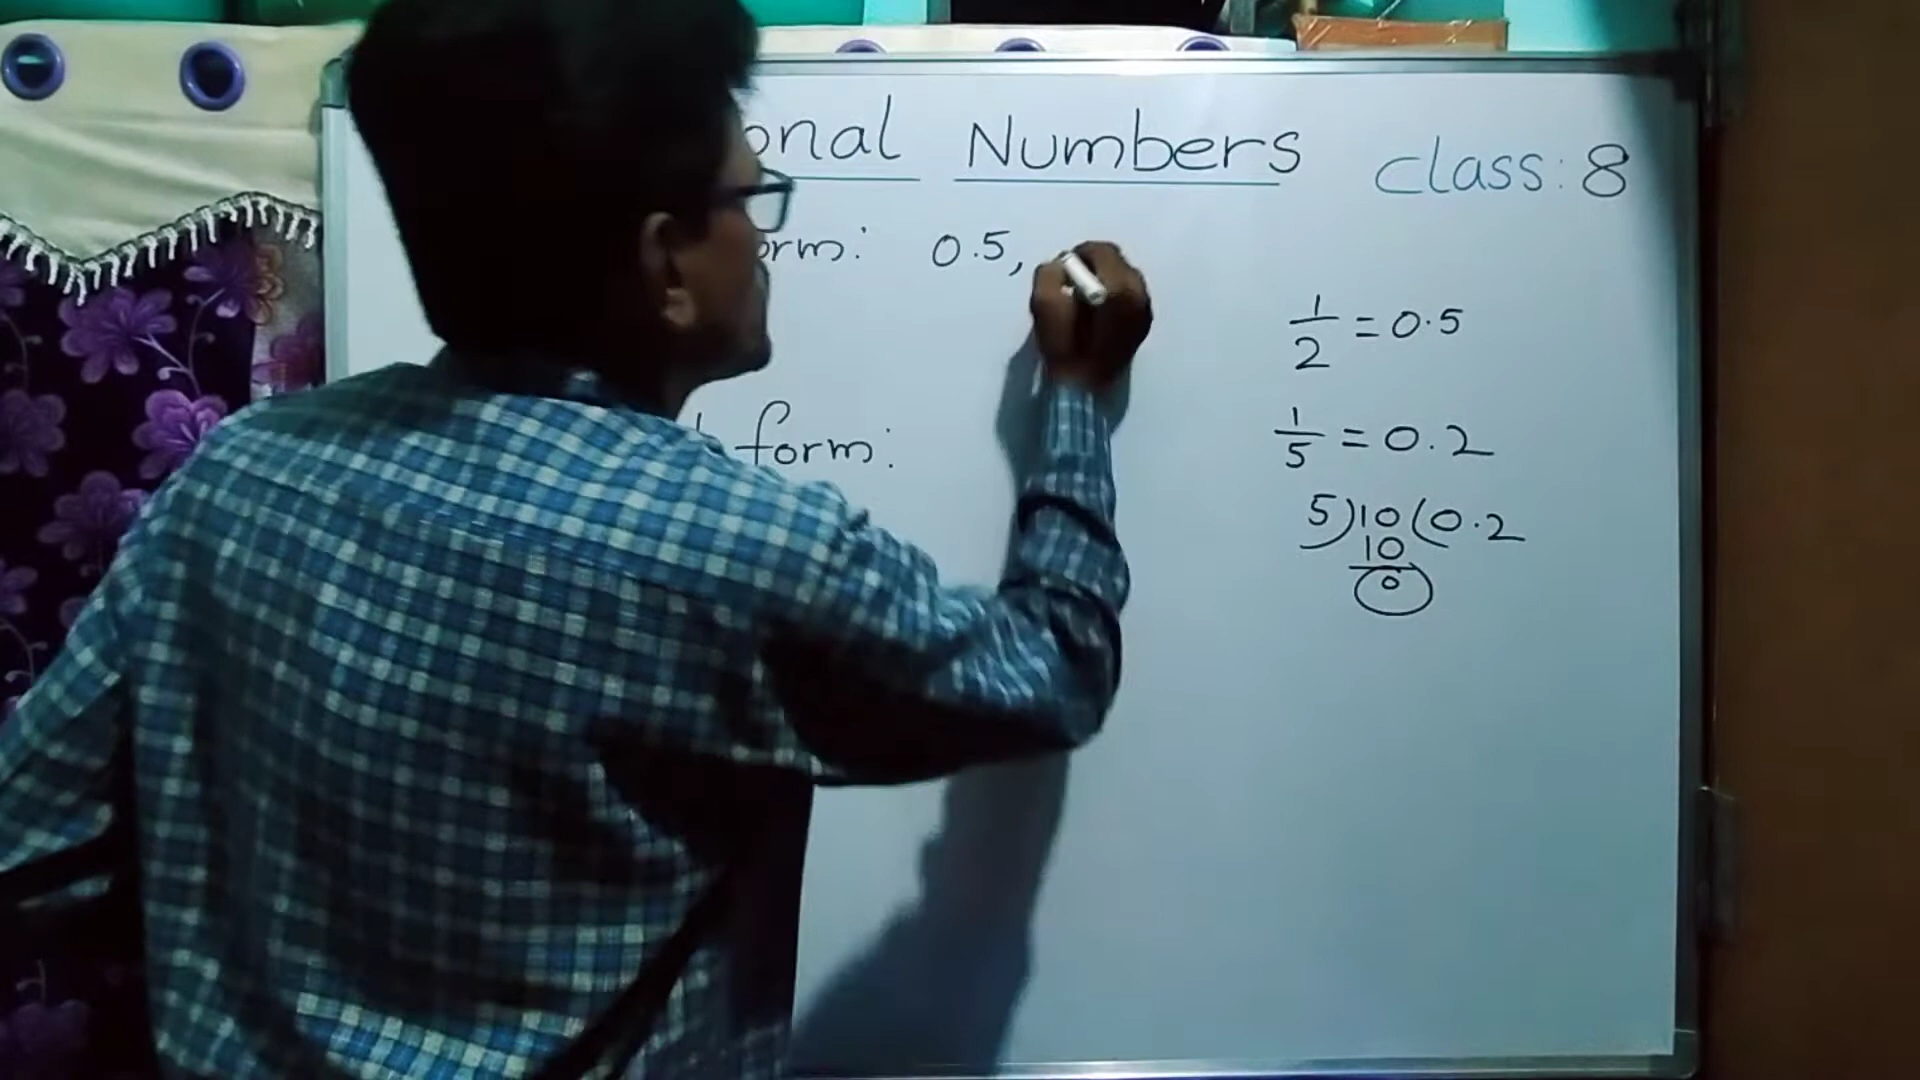 onal Numbers class: 8
orm: 0.5,
form:
1/2 = 0.5
1/5 = 0.2
5)10(0.2
10
0